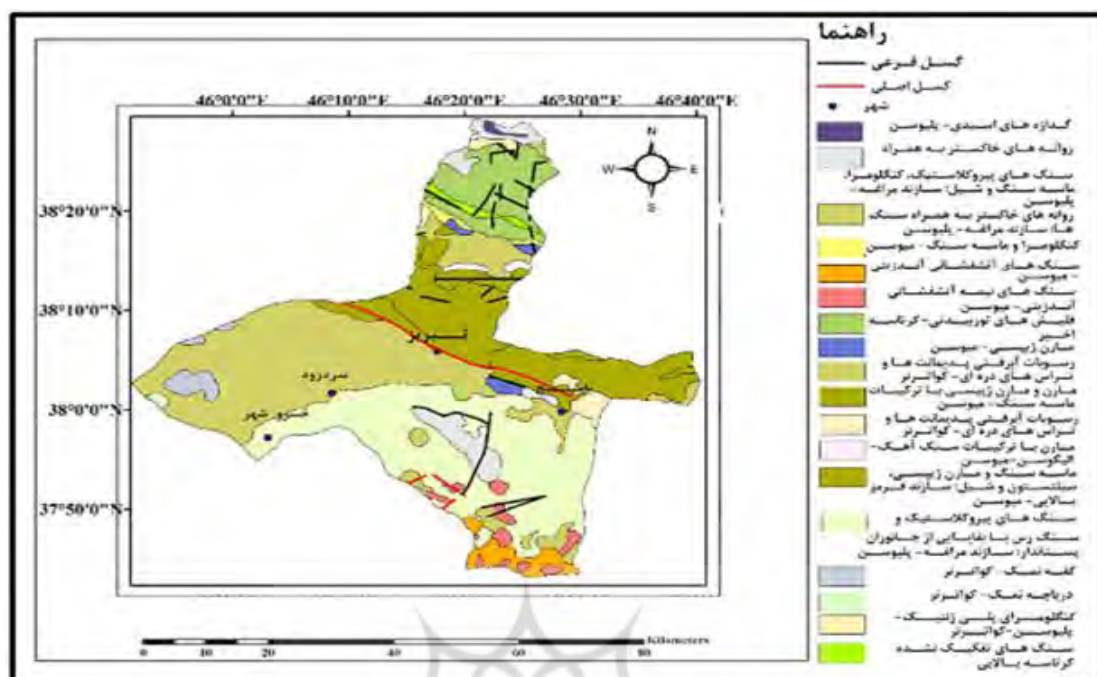 راهنما
گسل فرعی
گسل اصلی
شهر
گدازه های اسیدی- پلیوسن
روانه های خاکستر به همراه
سنگ های پیروکلاستیک، کنگلومرا،
ماسه سنگ و شیل: سازند مراغه-
پلیوسن
روانه های خاکستر به همراه سنگ
ها: سازند مراغه- پلیوسن
کنگلومرا و ماسه سنگ- میوسن
سنگ های آتشفشانی آندزیتی
- میوسن
سنگ های نیمه آتشفشانی
آندزیتی- میوسن
فلیش های توربیدتی- کرتاسه
اخیر
مارن ژیپسی- میوسن
رسوبات آبرفتی پدیمانت ها و
تراس های دره ای- کواترنر
مارن و مارن ژیپسی با ترکیبات
ماسه سنگ- میوسن
رسوبات آبرفتی پدیمانت ها و
تراس های دره ای- کواترنر
مارن با ترکیبات سنگ آهک-
الیگوسن- میوسن
ماسه سنگ و مارن ژیپسی،
سیلتستون و شیل: سازند قرمز
بالایی- میوسن
سنگ های پیروکلاستیک و
سنگ رس با بقایایی از جانوران
پستاندار: سازند مراغه- پلیوسن
کفه نمک- کواترنر
دریاچه نمک- کواترنر
کنگلومرای پلی ژنتیک-
پلیوسن- کواترنر
سنگ های تفکیک نشده
کرتاسه بالایی
46°0'0"E 46°10'0"E 46°20'0"E 46°30'0"E 46°40'0"E
N
W E
S
38°20'0"N
38°10'0"N
تبریز
سردرود
38°0'0"N
خسرو شهر
37°50'0"N
Kilometers
0 20 40 60 80